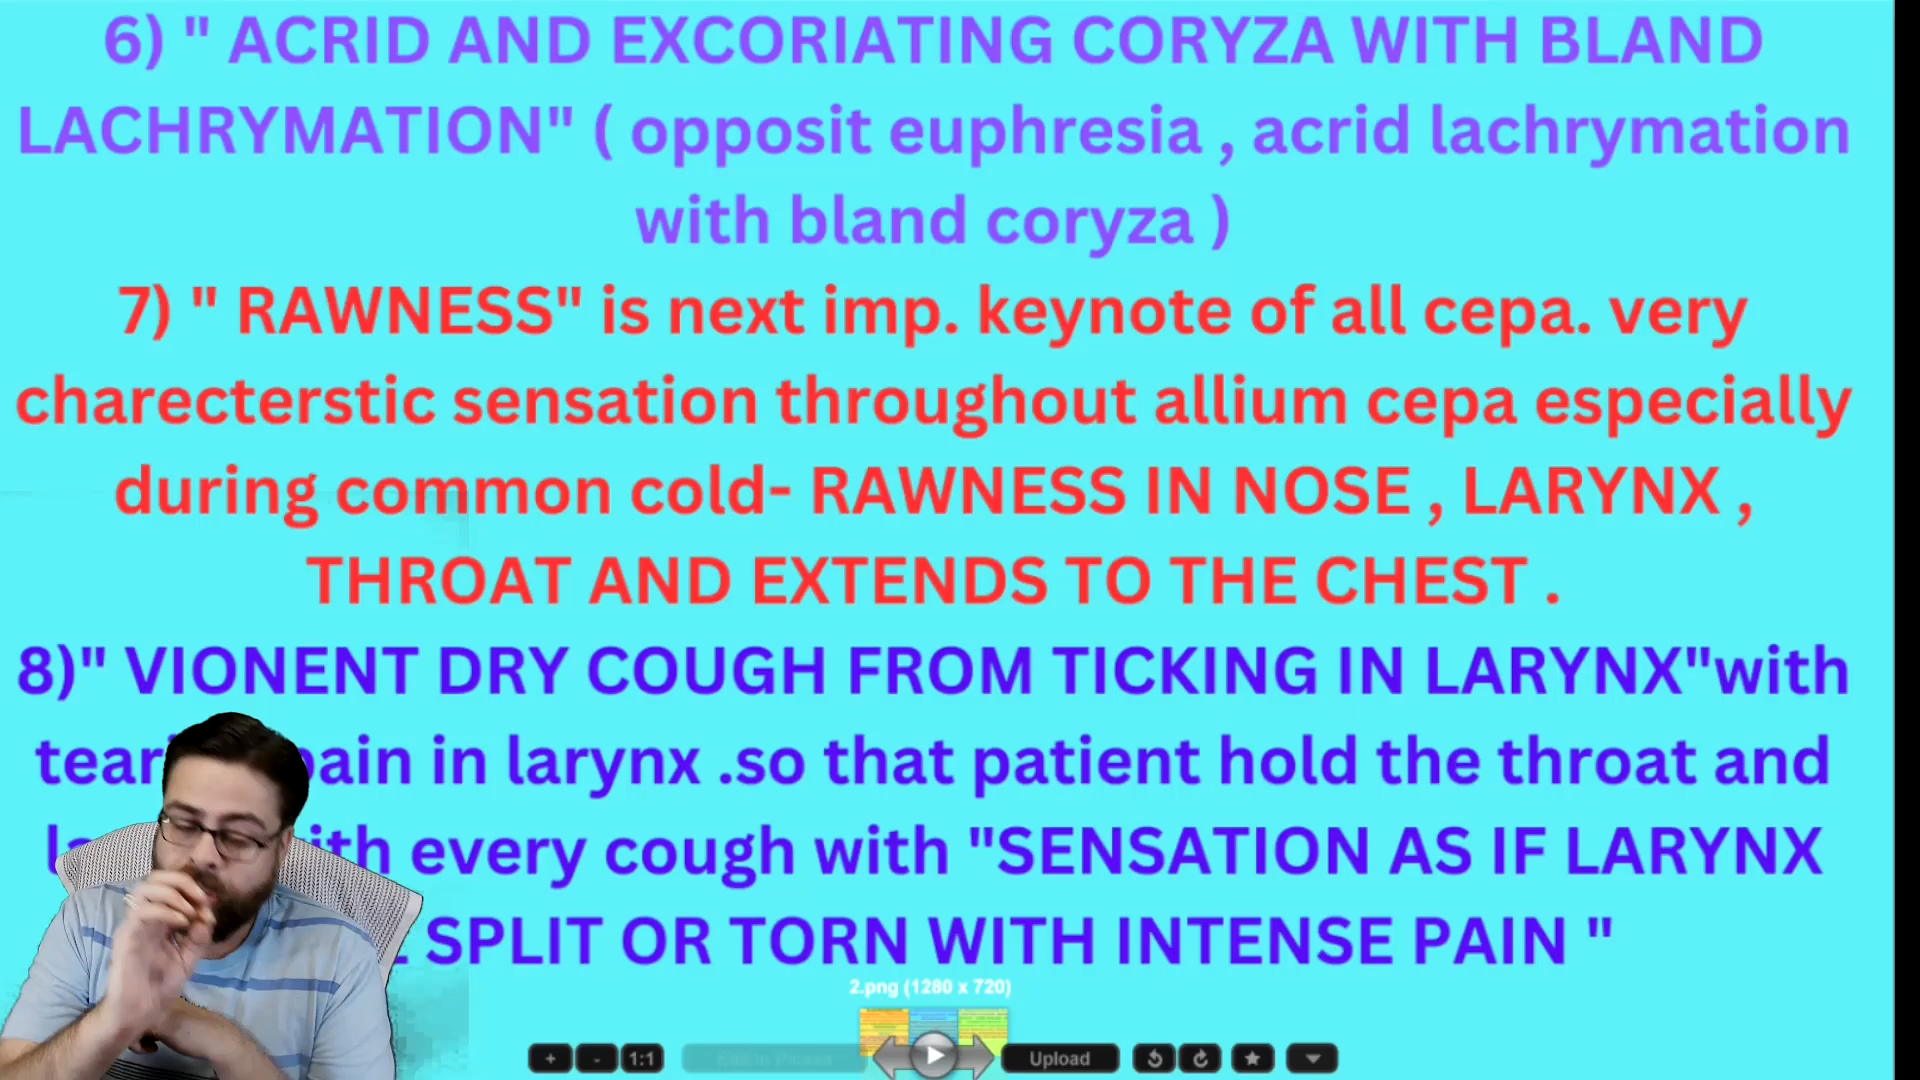 6) " ACRID AND EXCORIATING CORYZA WITH BLAND
LACHRYMATION" ( opposit euphresia , acrid lachrymation
with bland coryza )
7) " RAWNESS" is next imp. keynote of all cepa. very
charecterstic sensation throughout allium cepa especially
during common cold- RAWNESS IN NOSE , LARYNX ,
THROAT AND EXTENDS TO THE CHEST .
8)" VIONENT DRY COUGH FROM TICKING IN LARYNX"with
pain in larynx .so that patient hold the throat and
every cough with "SENSATION AS IF LARYNX
SPLIT OR TORN WITH INTENSE PAIN "
2.png (1280 x 720)
+ - 1:1 Upload